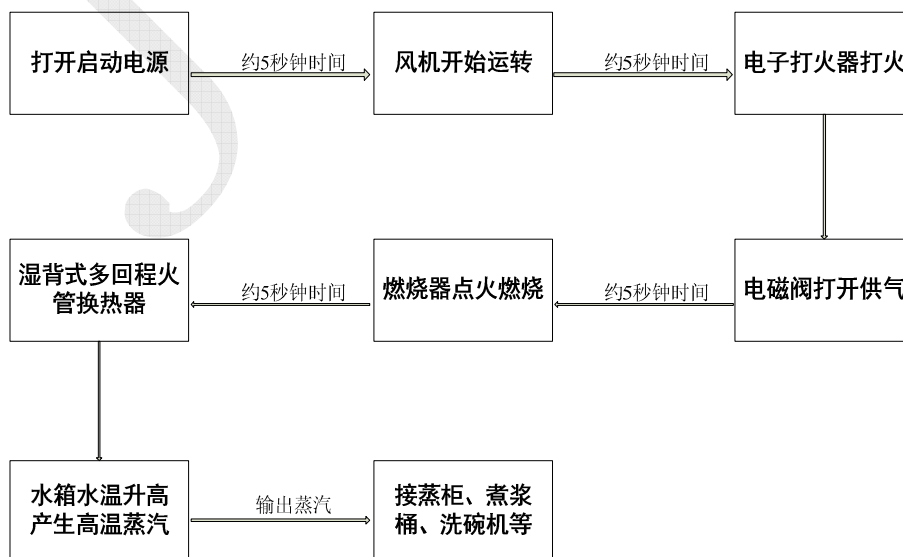 打开启动电源
约5秒钟时间
风机开始运转
约5秒钟时间
电子打火器打火
电磁阀打开供气
约5秒钟时间
燃烧器点火燃烧
约5秒钟时间
湿背式多回程火
管换热器
水箱水温升高
产生高温蒸汽
输出蒸汽
接蒸柜、煮浆
桶、洗碗机等